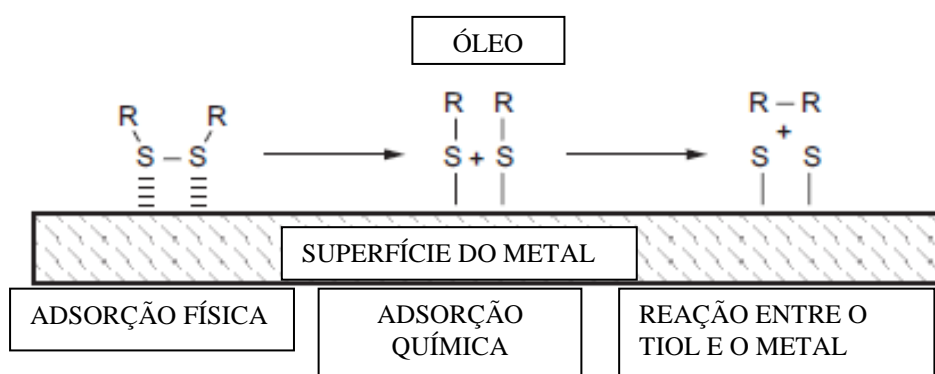 ÓLEO
R R R R R – R
S – S S + S + S S
SUPERFÍCIE DO METAL
ADSORÇÃO FÍSICA
ADSORÇÃO
QUÍMICA
REAÇÃO ENTRE O
TIOL E O METAL